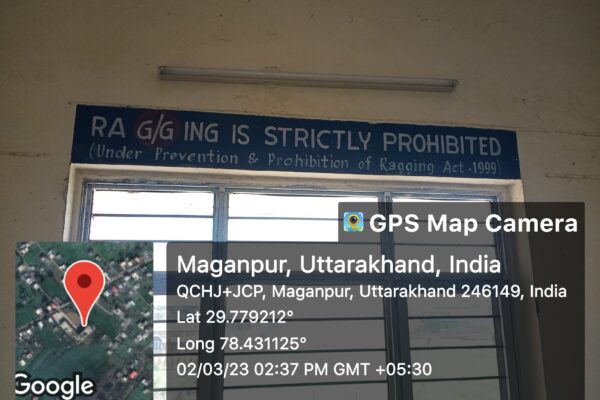 RA G/G ING IS STRICTLY PROHIBITED
(Under Prevention & Prohibition of Ragging Act-1999)
GPS Map Camera
Maganpur, Uttarakhand, India
QCHJ+JCP, Maganpur, Uttarakhand 246149, India
Lat 29.779212°
Long 78.431125°
02/03/23 02:37 PM GMT +05:30
Google